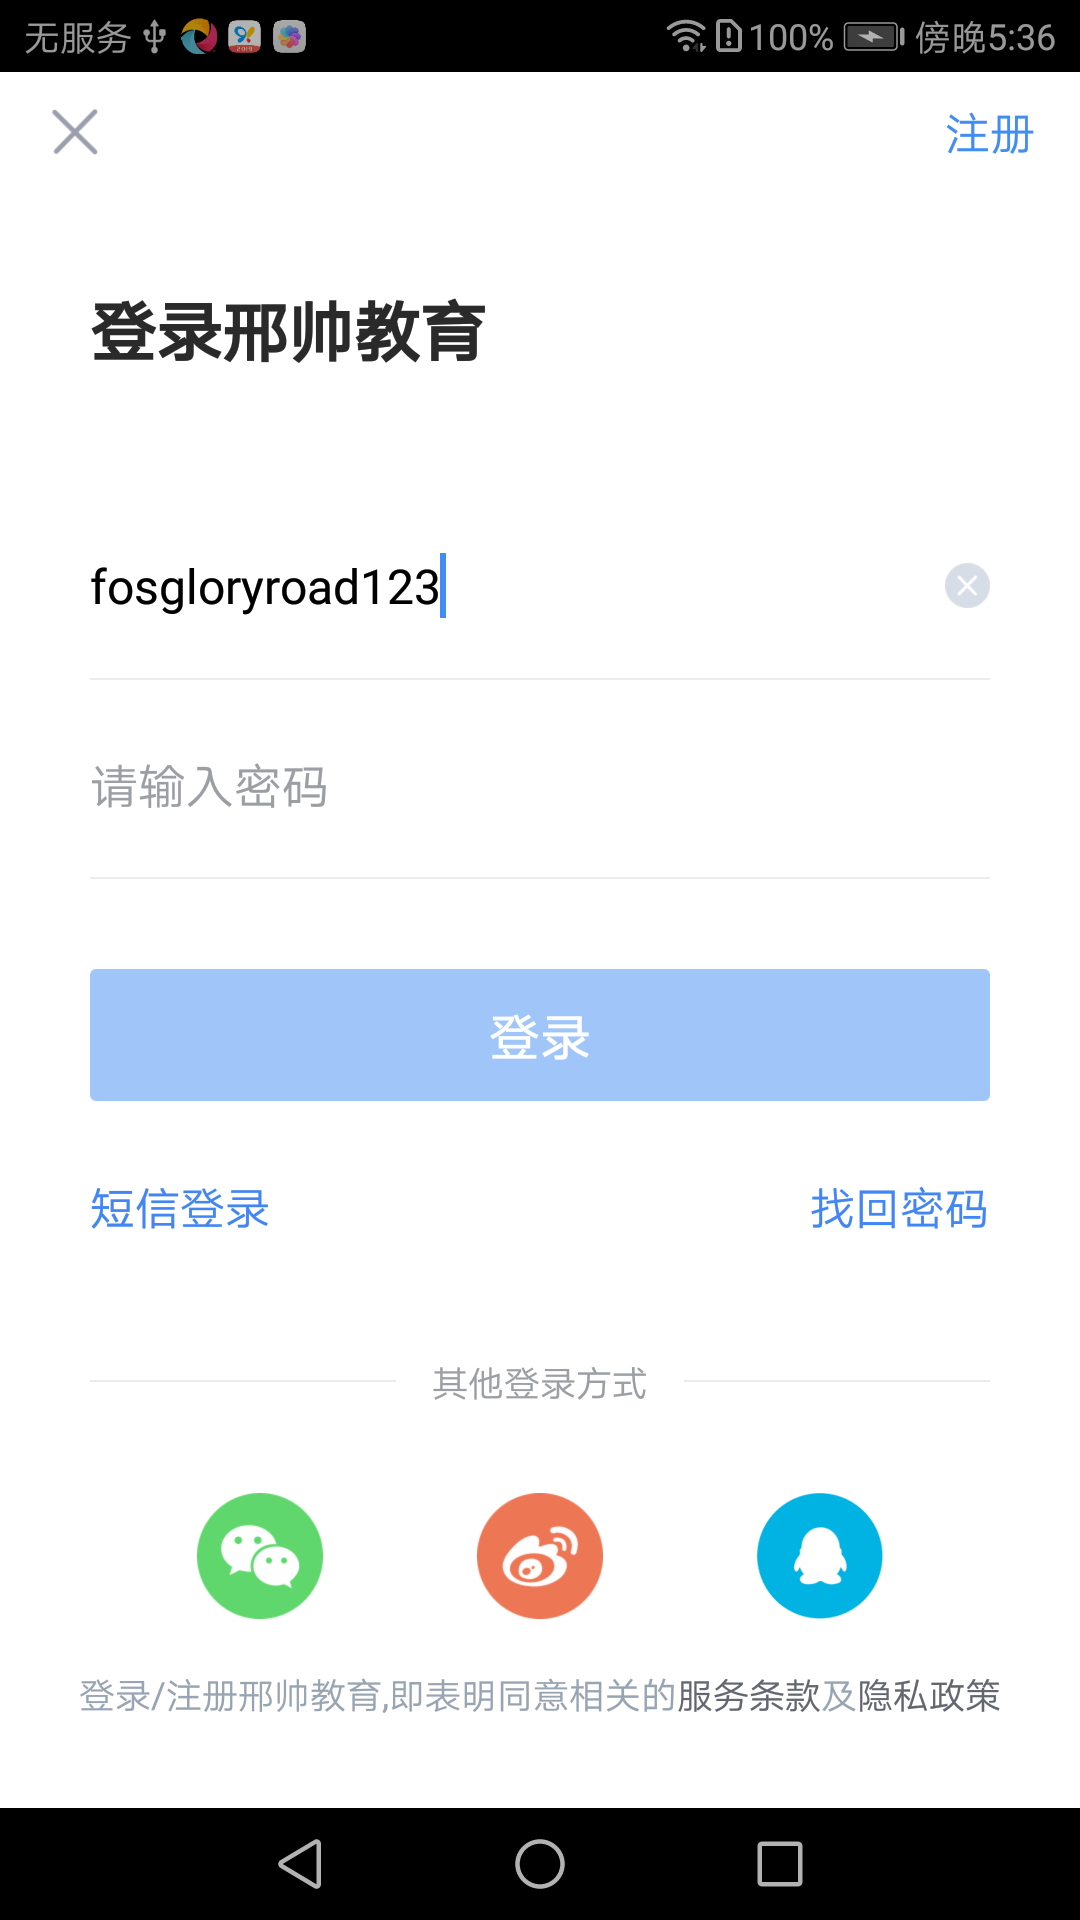 无服务 100% 傍晚5:36
注册
登录邢帅教育
fosgloryroad123
请输入密码
登录
短信登录 找回密码
其他登录方式
登录/注册邢帅教育,即表明同意相关的服务条款及隐私政策